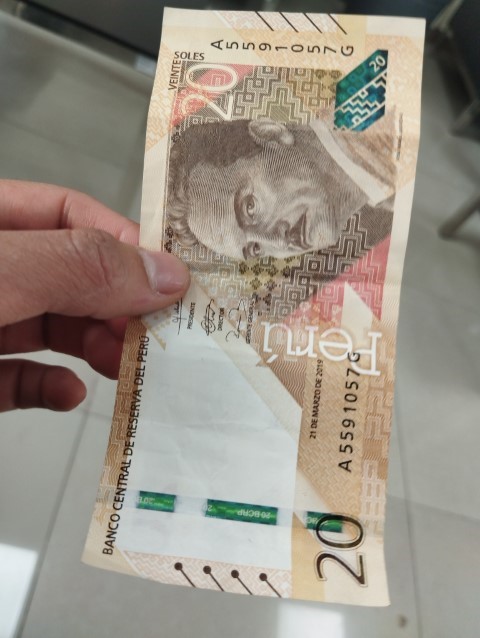 VEINTE SOLES
20
A5591057G
20
PRESIDENTE
DIRECTOR
GERENTE GENERAL
Perú
21 DE MARZO DE 2019
A5591057G
BANCO CENTRAL DE RESERVA DEL PERÚ
20 BCRP
20